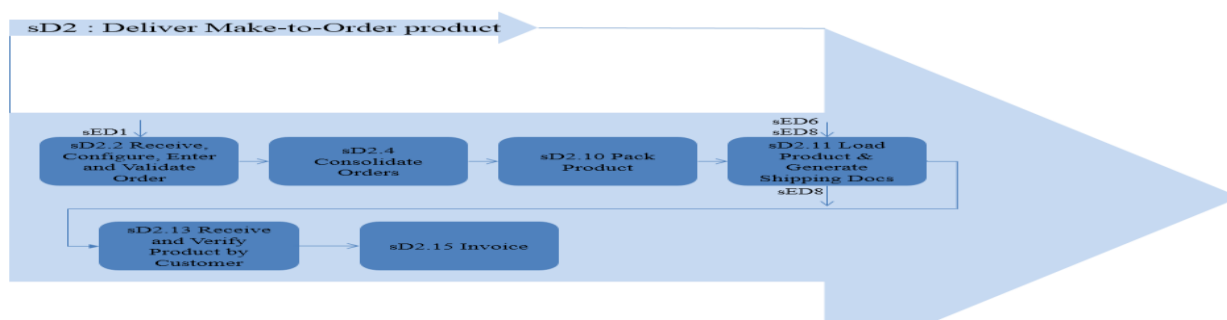 sD2 : Deliver Make-to-Order product
sED1
sD2.2 Receive,
Configure, Enter
and Validate
Order
sD2.4
Consolidate
Orders
sD2.10 Pack
Product
sED6
sED8
sD2.11 Load
Product &
Generate
Shipping Docs
sED8
sD2.13 Receive
and Verify
Product by
Customer
sD2.15 Invoice